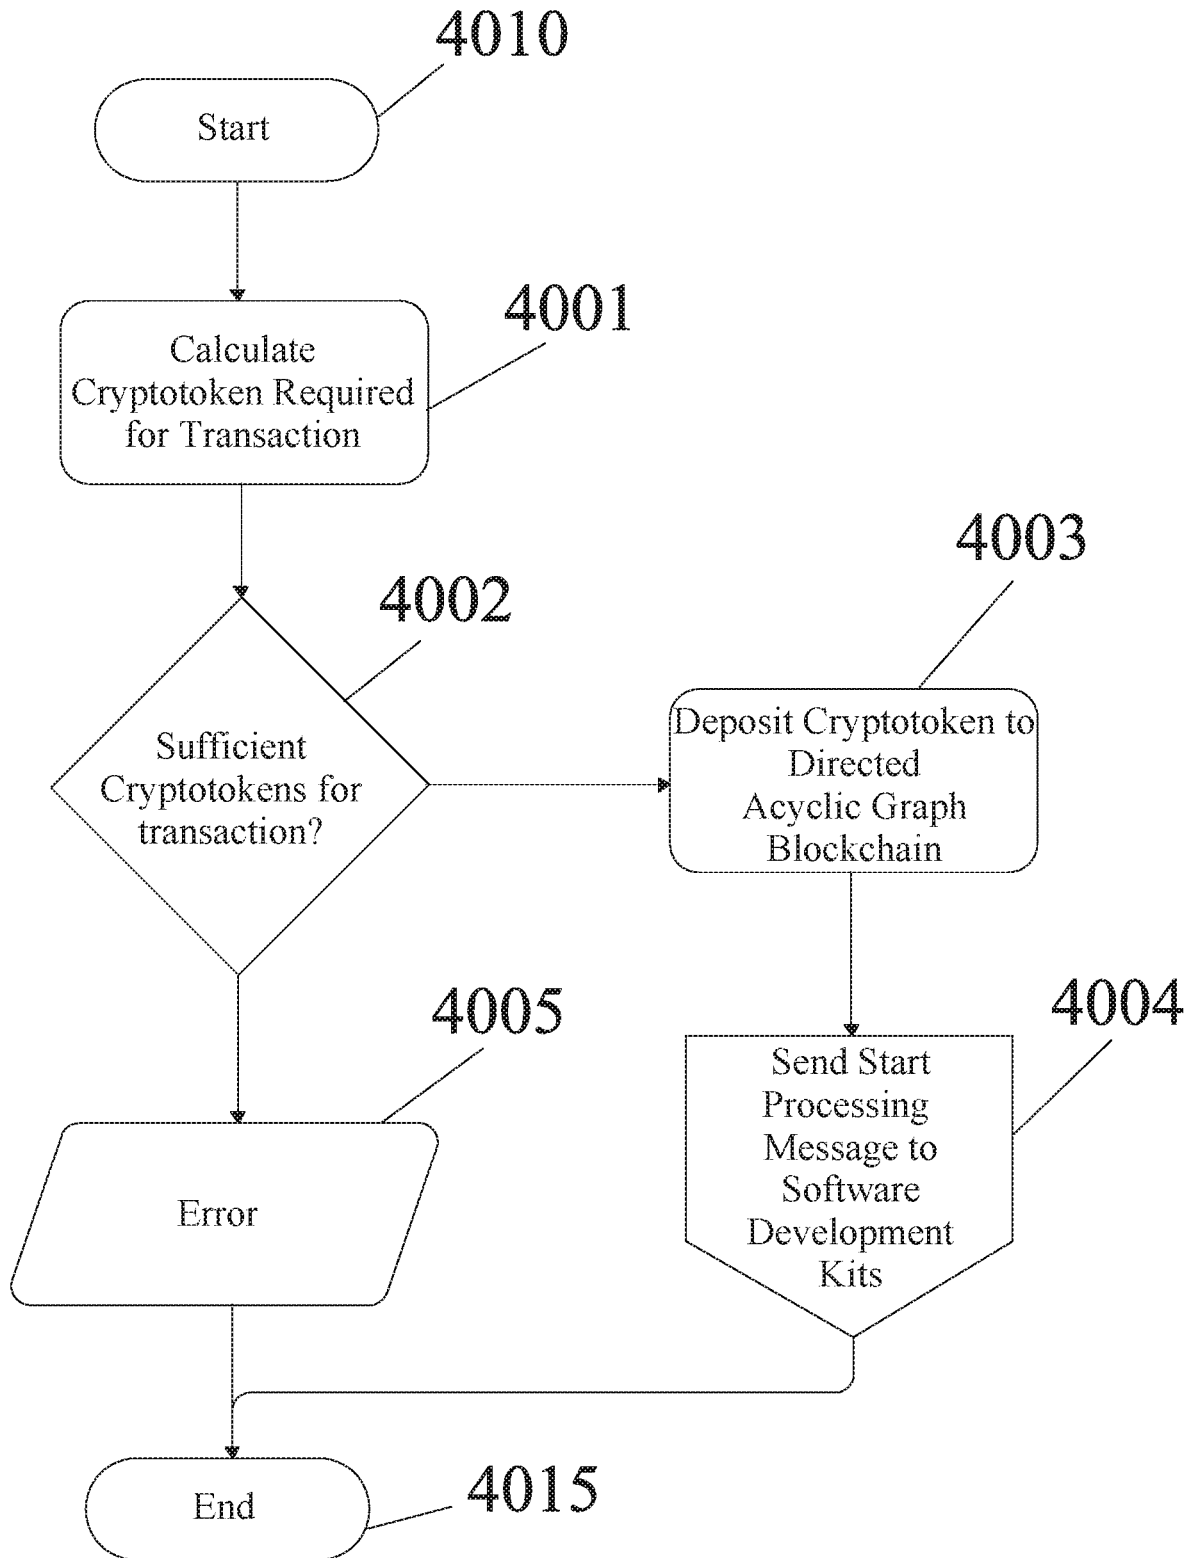 4010
Start
4001
Calculate
Cryptotoken Required
for Transaction
4003
4002
Deposit Cryptotoken to
Directed
Acyclic Graph
Blockchain
Sufficient
Cryptotokens for
transaction?
4005
4004
Send Start
Processing
Message to
Software
Development
Kits
Error
End
4015